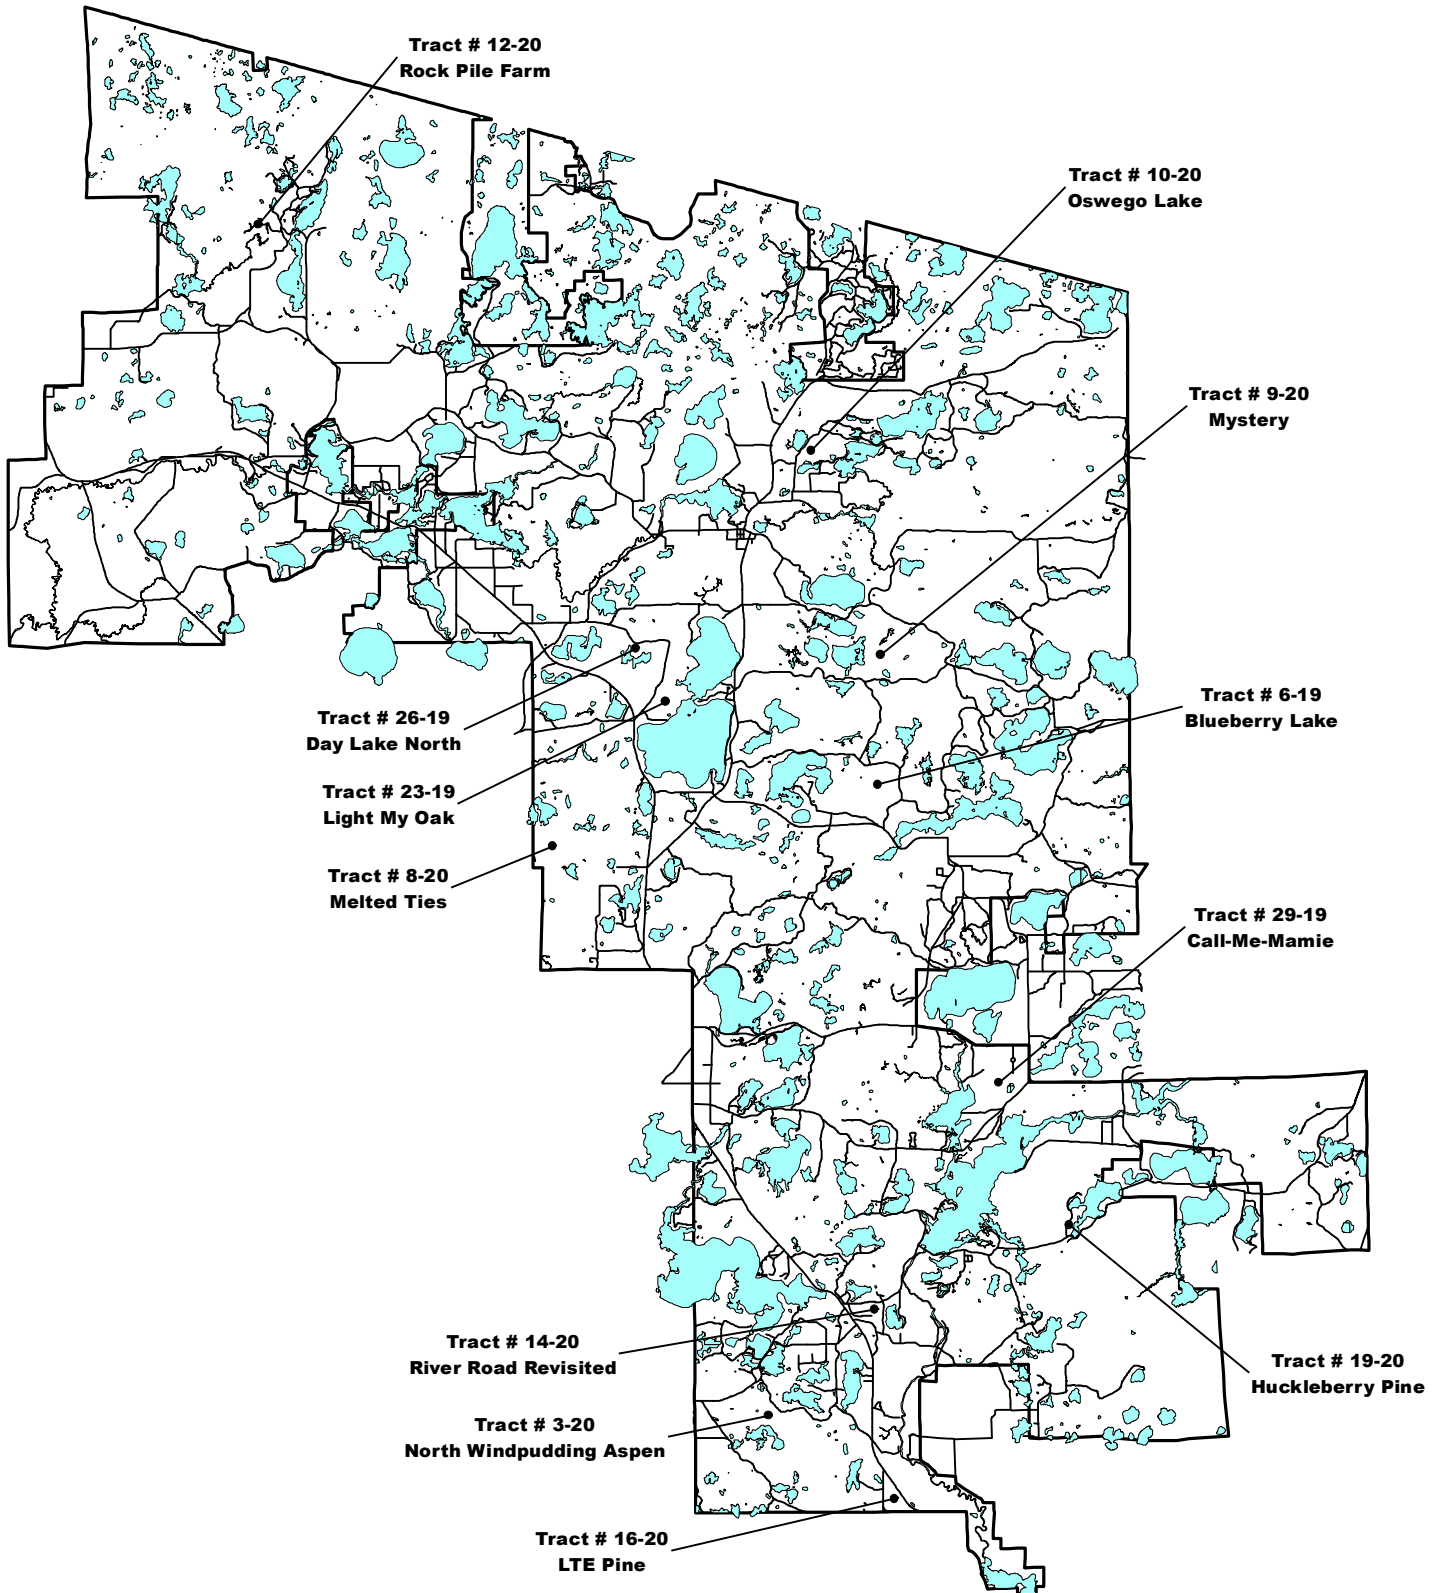 Tract # 12-20
Rock Pile Farm
Tract # 10-20
Oswego Lake
Tract # 9-20
Mystery
Tract # 6-19
Blueberry Lake
Tract # 26-19
Day Lake North
Tract # 23-19
Light My Oak
Tract # 8-20
Melted Ties
Tract # 29-19
Call-Me-Mamie
Tract # 14-20
River Road Revisited
Tract # 19-20
Huckleberry Pine
Tract # 3-20
North Windpudding Aspen
Tract # 16-20
LTE Pine